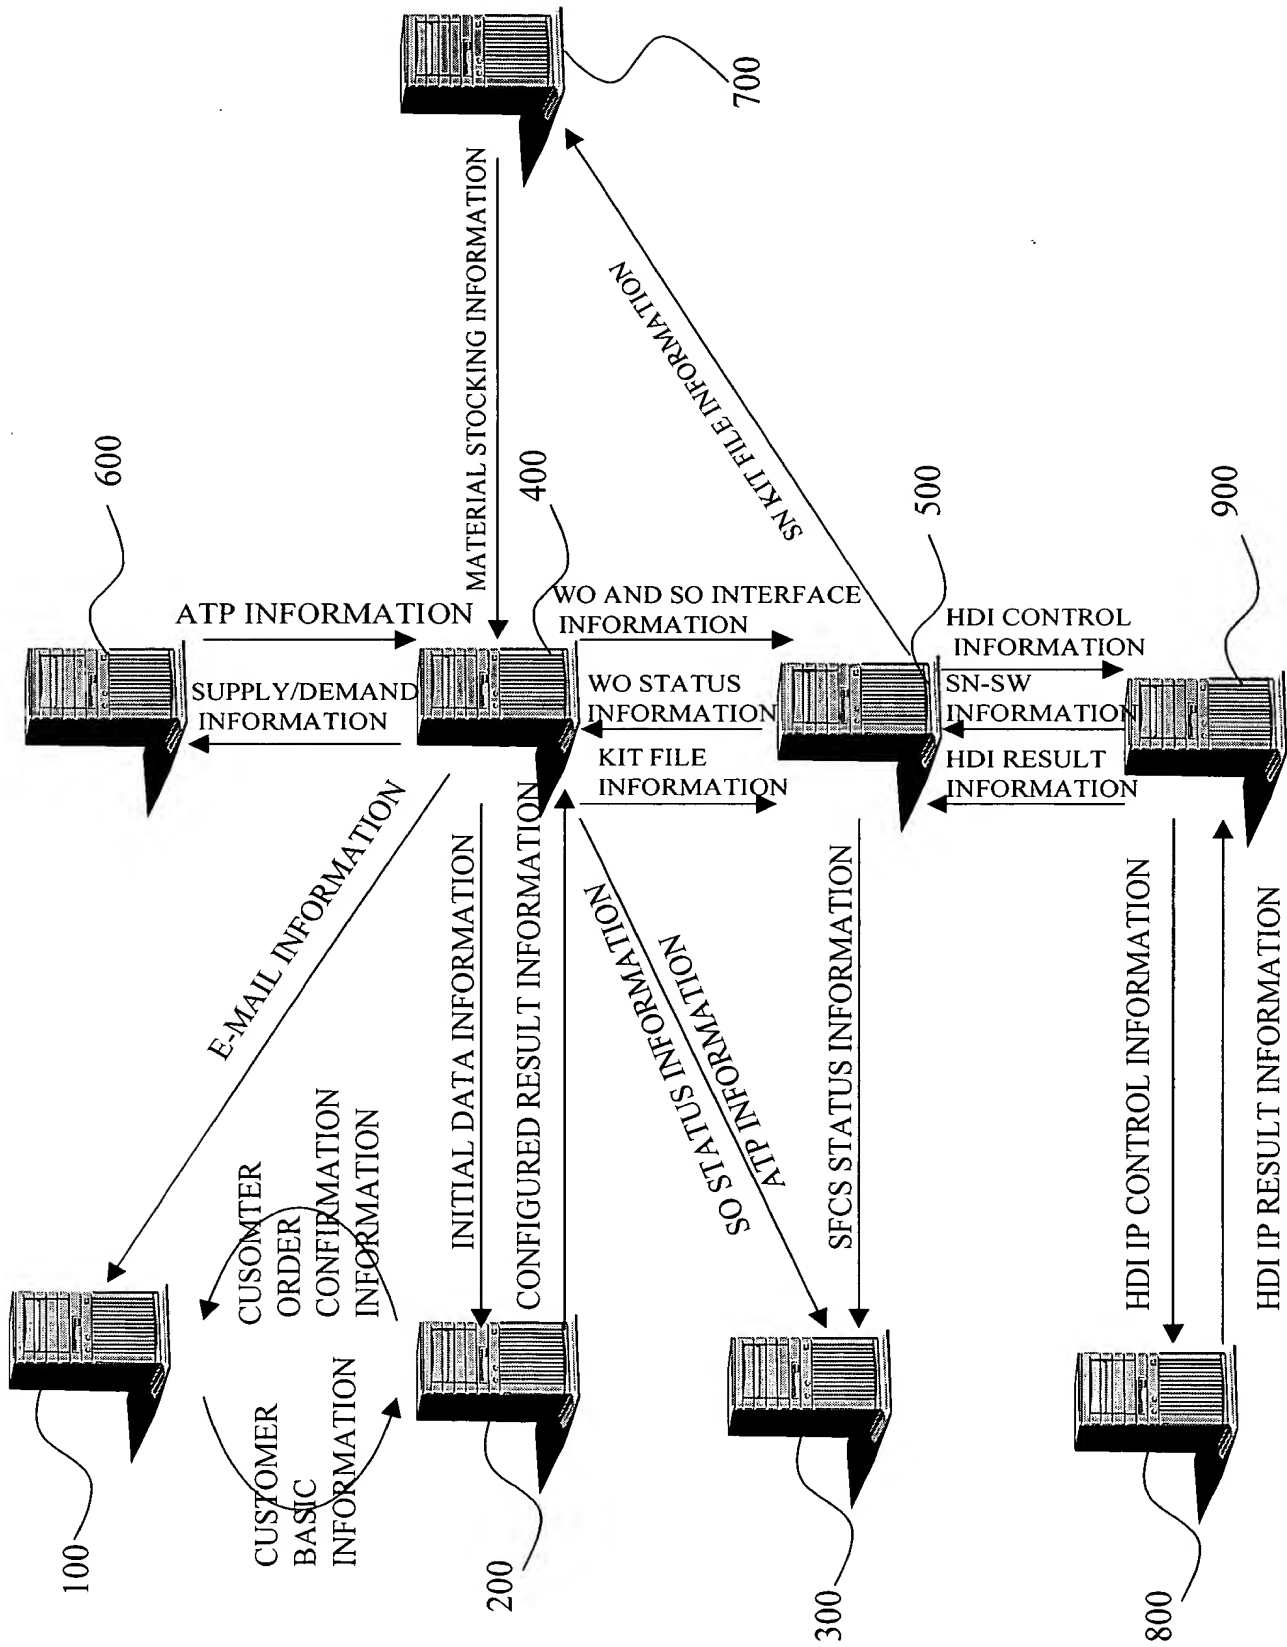 700
MATERIAL STOCKING INFORMATION
SN KIT FILE INFORMATION
600
ATP INFORMATION
SUPPLY/DEMAND
INFORMATION
400
WO AND SO INTERFACE
INFORMATION
WO STATUS
INFORMATION
KIT FILE
INFORMATION
500
HDI CONTROL
INFORMATION
SN-SW
INFORMATION
HDI RESULT
INFORMATION
900
E-MAIL INFORMATION
INITIAL DATA INFORMATION
CONFIGURED RESULT INFORMATION
SO STATUS INFORMATION
ATP INFORMATION
SFCS STATUS INFORMATION
HDI IP CONTROL INFORMATION
HDI IP RESULT INFORMATION
CUSOMTER
ORDER
CONFIRMATION
INFORMATION
CUSTOMER
BASIC
INFORMATION
100
200
300
800